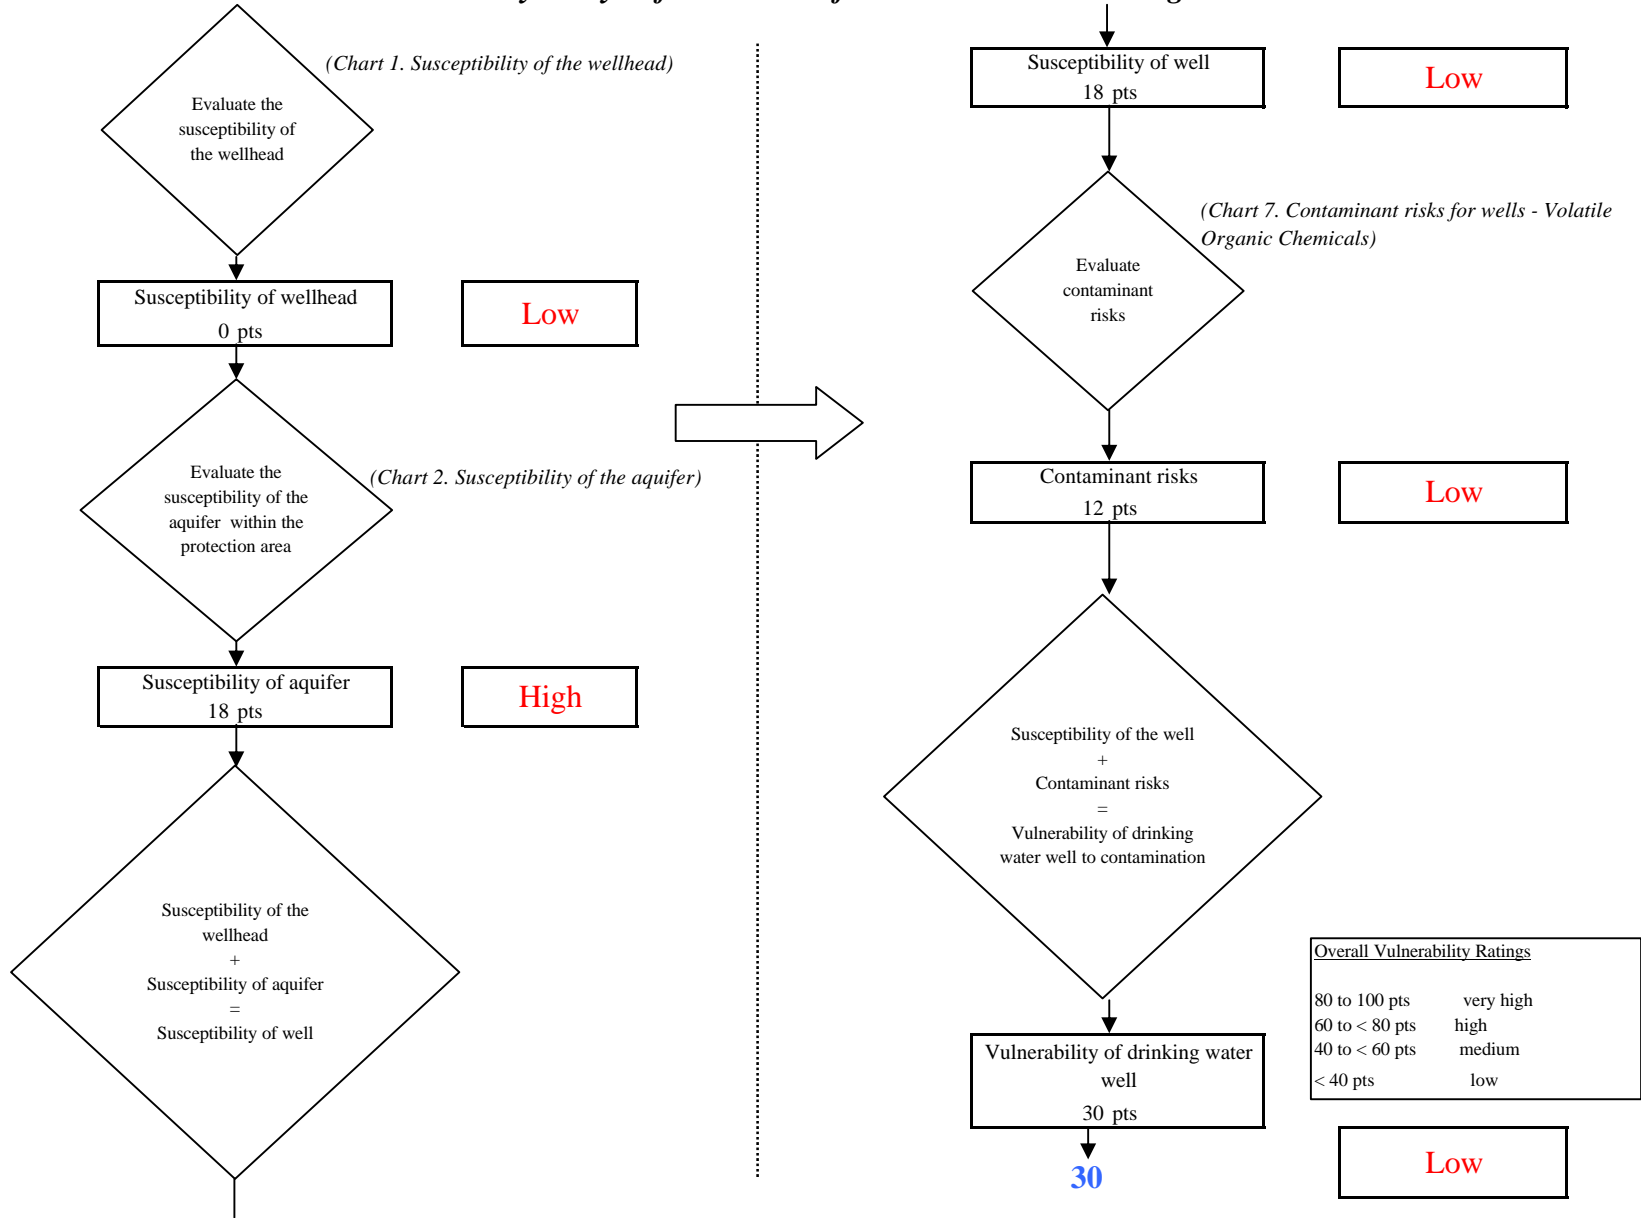 (Chart 1. Susceptibility of the wellhead)
Evaluate the
susceptibility of
the wellhead
Susceptibility of wellhead
0 pts
Low
Evaluate the
susceptibility of the
aquifer within the
protection area
(Chart 2. Susceptibility of the aquifer)
Susceptibility of aquifer
18 pts
High
Susceptibility of the
wellhead
+
Susceptibility of aquifer
=
Susceptibility of well
Susceptibility of well
18 pts
Low
(Chart 7. Contaminant risks for wells - Volatile
Organic Chemicals)
Evaluate
contaminant
risks
Contaminant risks
12 pts
Low
Susceptibility of the well
+
Contaminant risks
=
Vulnerability of drinking
water well to contamination
Overall Vulnerability Ratings
80 to 100 pts very high
60 to < 80 pts high
40 to < 60 pts medium
< 40 pts low
Vulnerability of drinking water
well
30 pts
30
Low